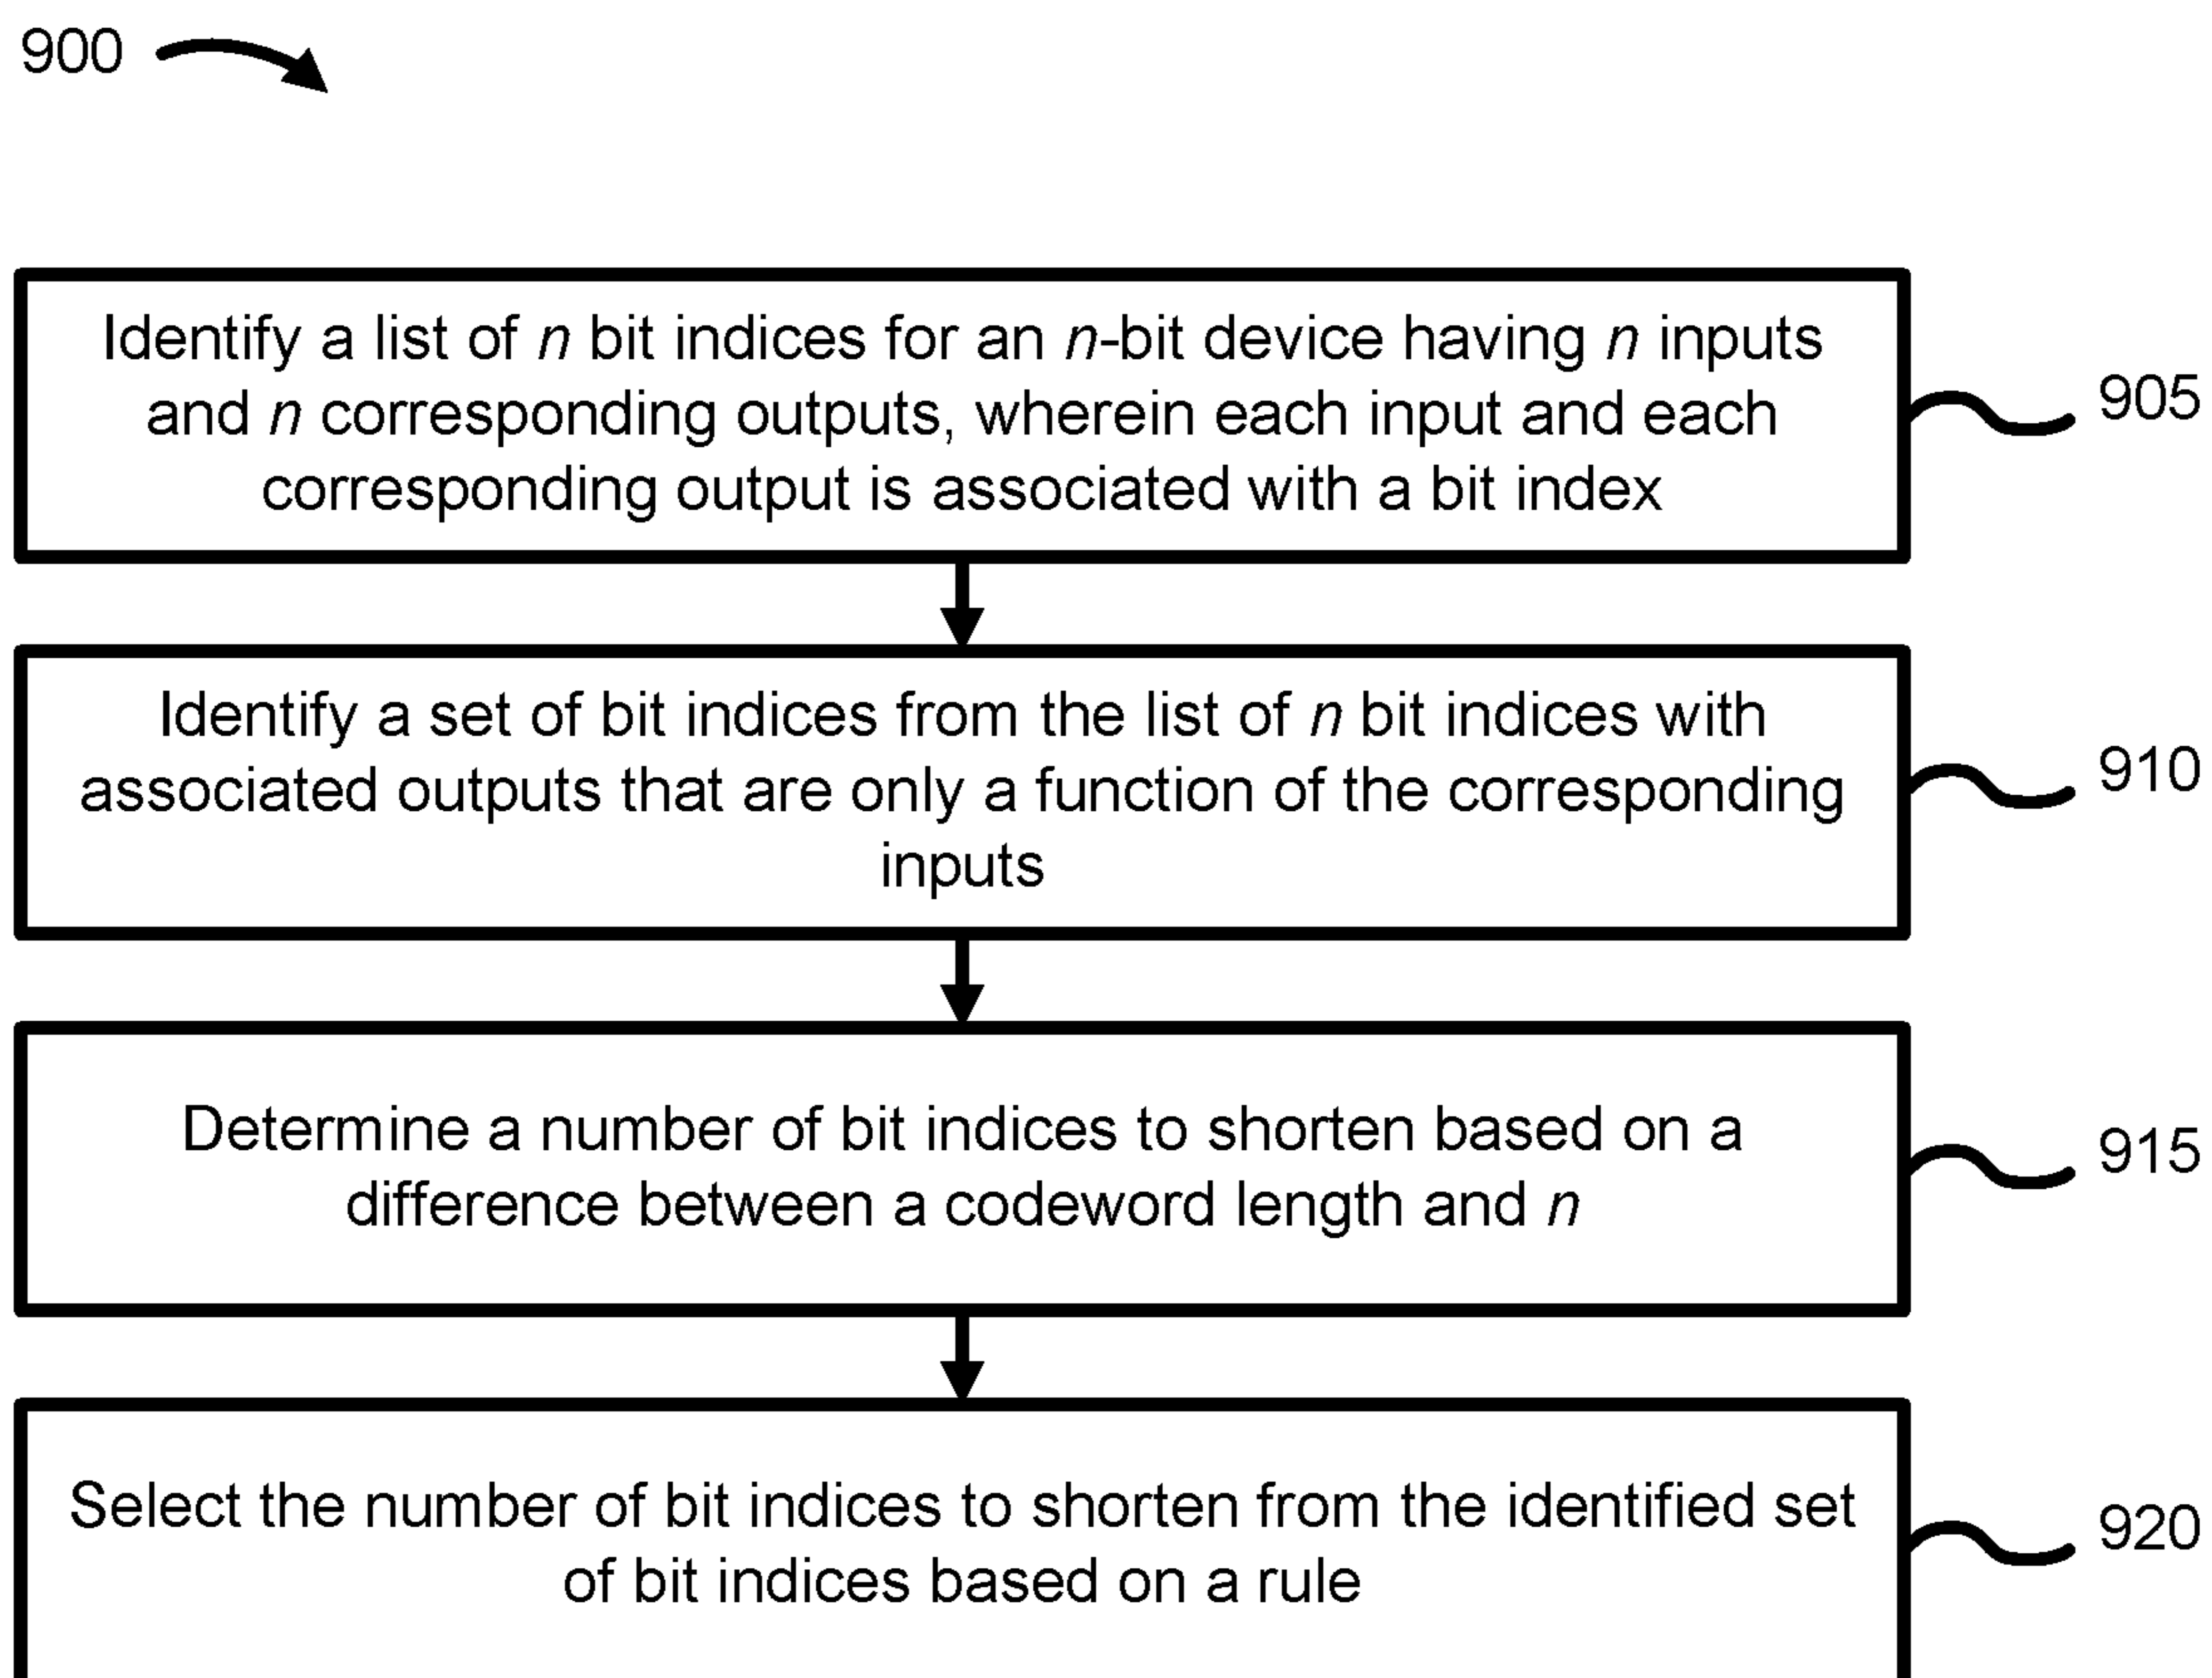 900
Identify a list of n bit indices for an n-bit device having n inputs
and n corresponding outputs, wherein each input and each
corresponding output is associated with a bit index
905
Identify a set of bit indices from the list of n bit indices with
associated outputs that are only a function of the corresponding
inputs
910
Determine a number of bit indices to shorten based on a
difference between a codeword length and n
915
Select the number of bit indices to shorten from the identified set
of bit indices based on a rule
920